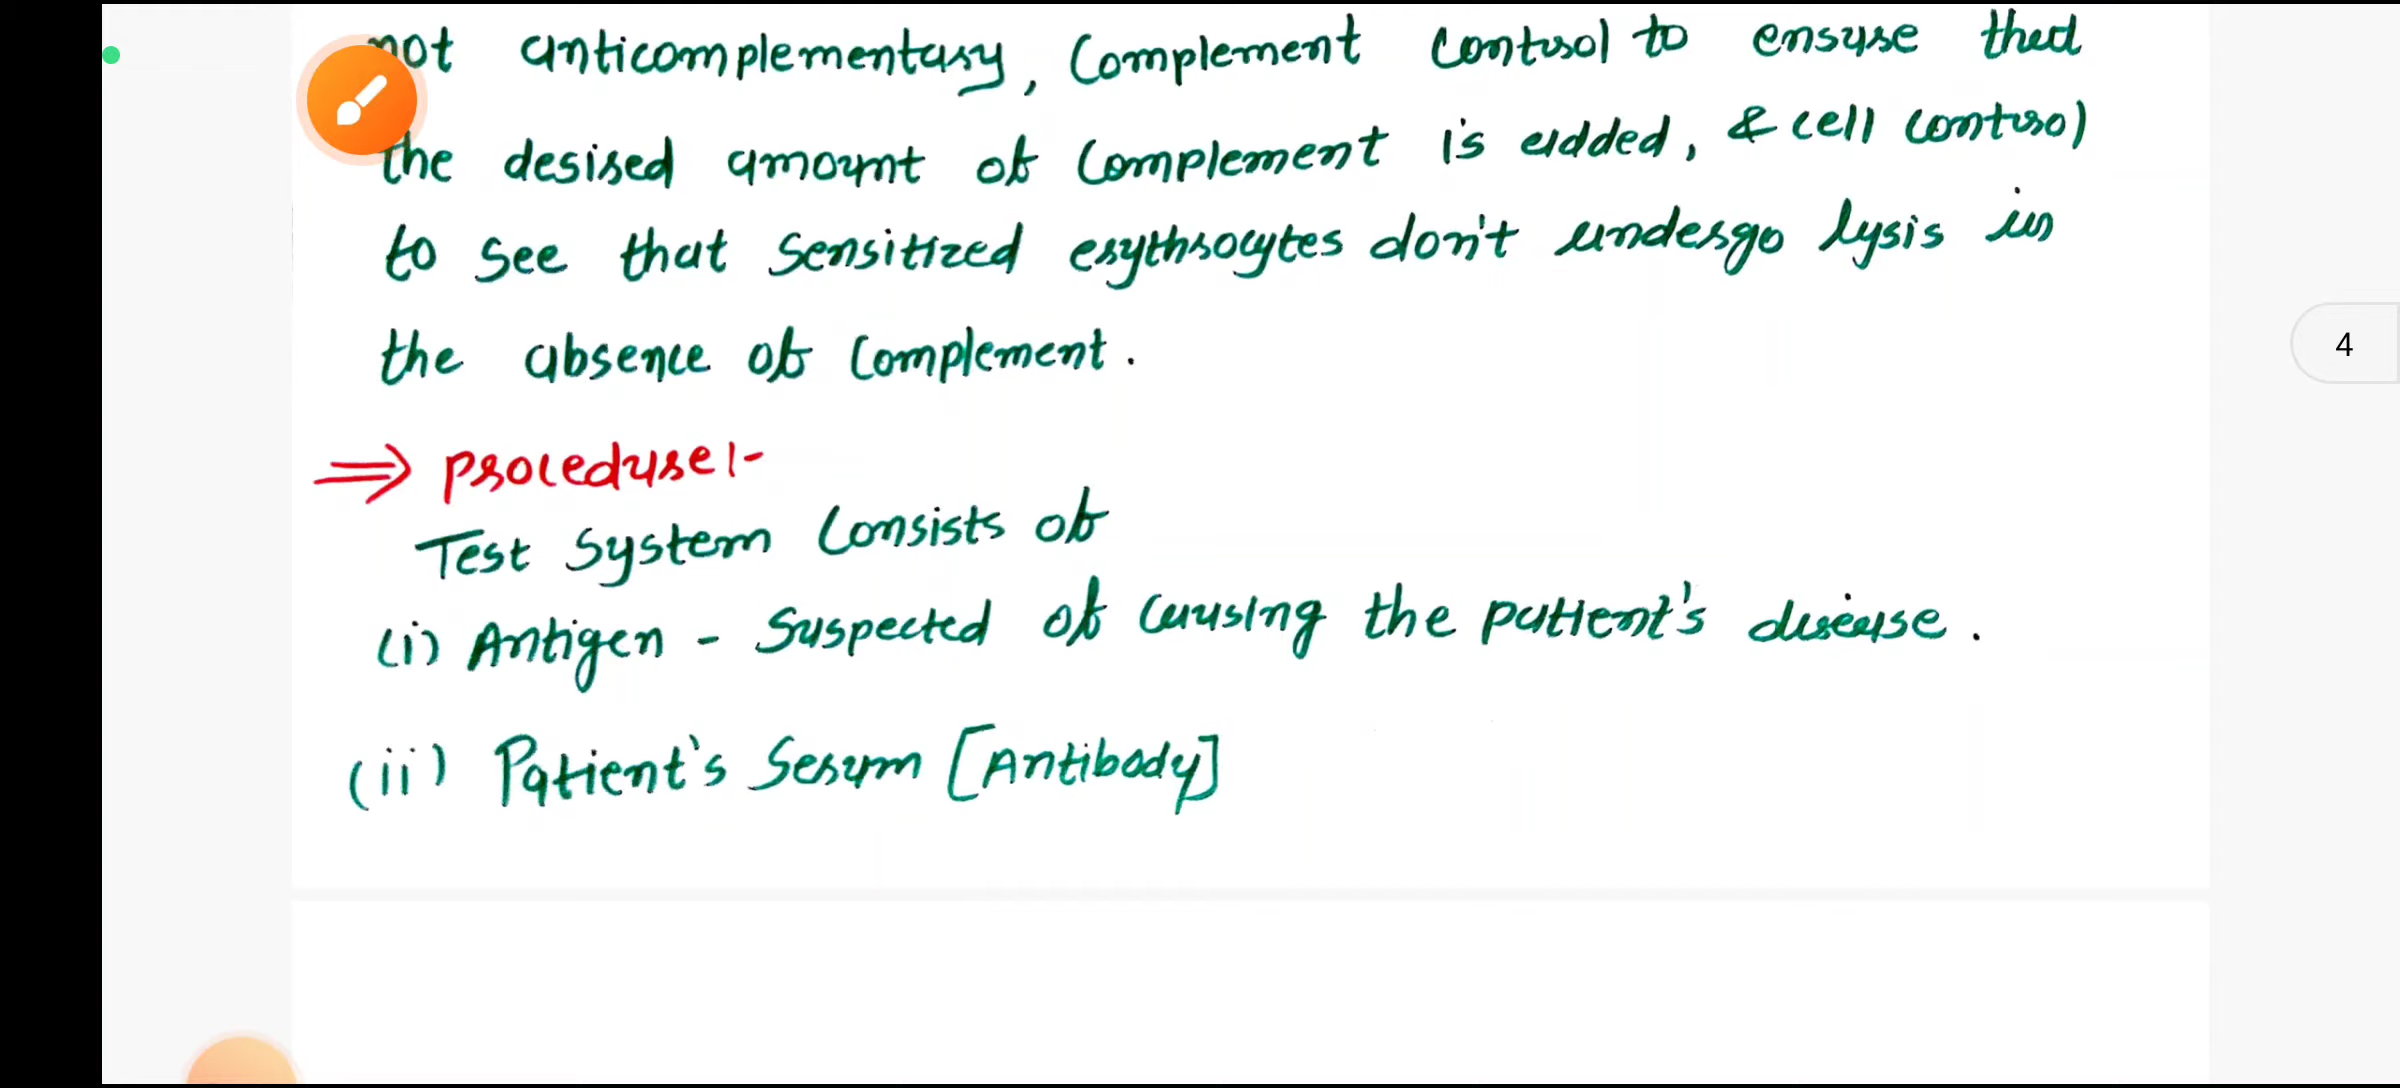 not anticomplementary, Complement control to ensure that
the desired amount of Complement is added, & cell control
to see that sensitized erythrocytes don't undergo lysis in
the absence of Complement.
⇒ Procedure:-
Test System Consists of
(i) Antigen - Suspected of causing the patient's disease.
(ii) Patient's Serum [Antibody]
4